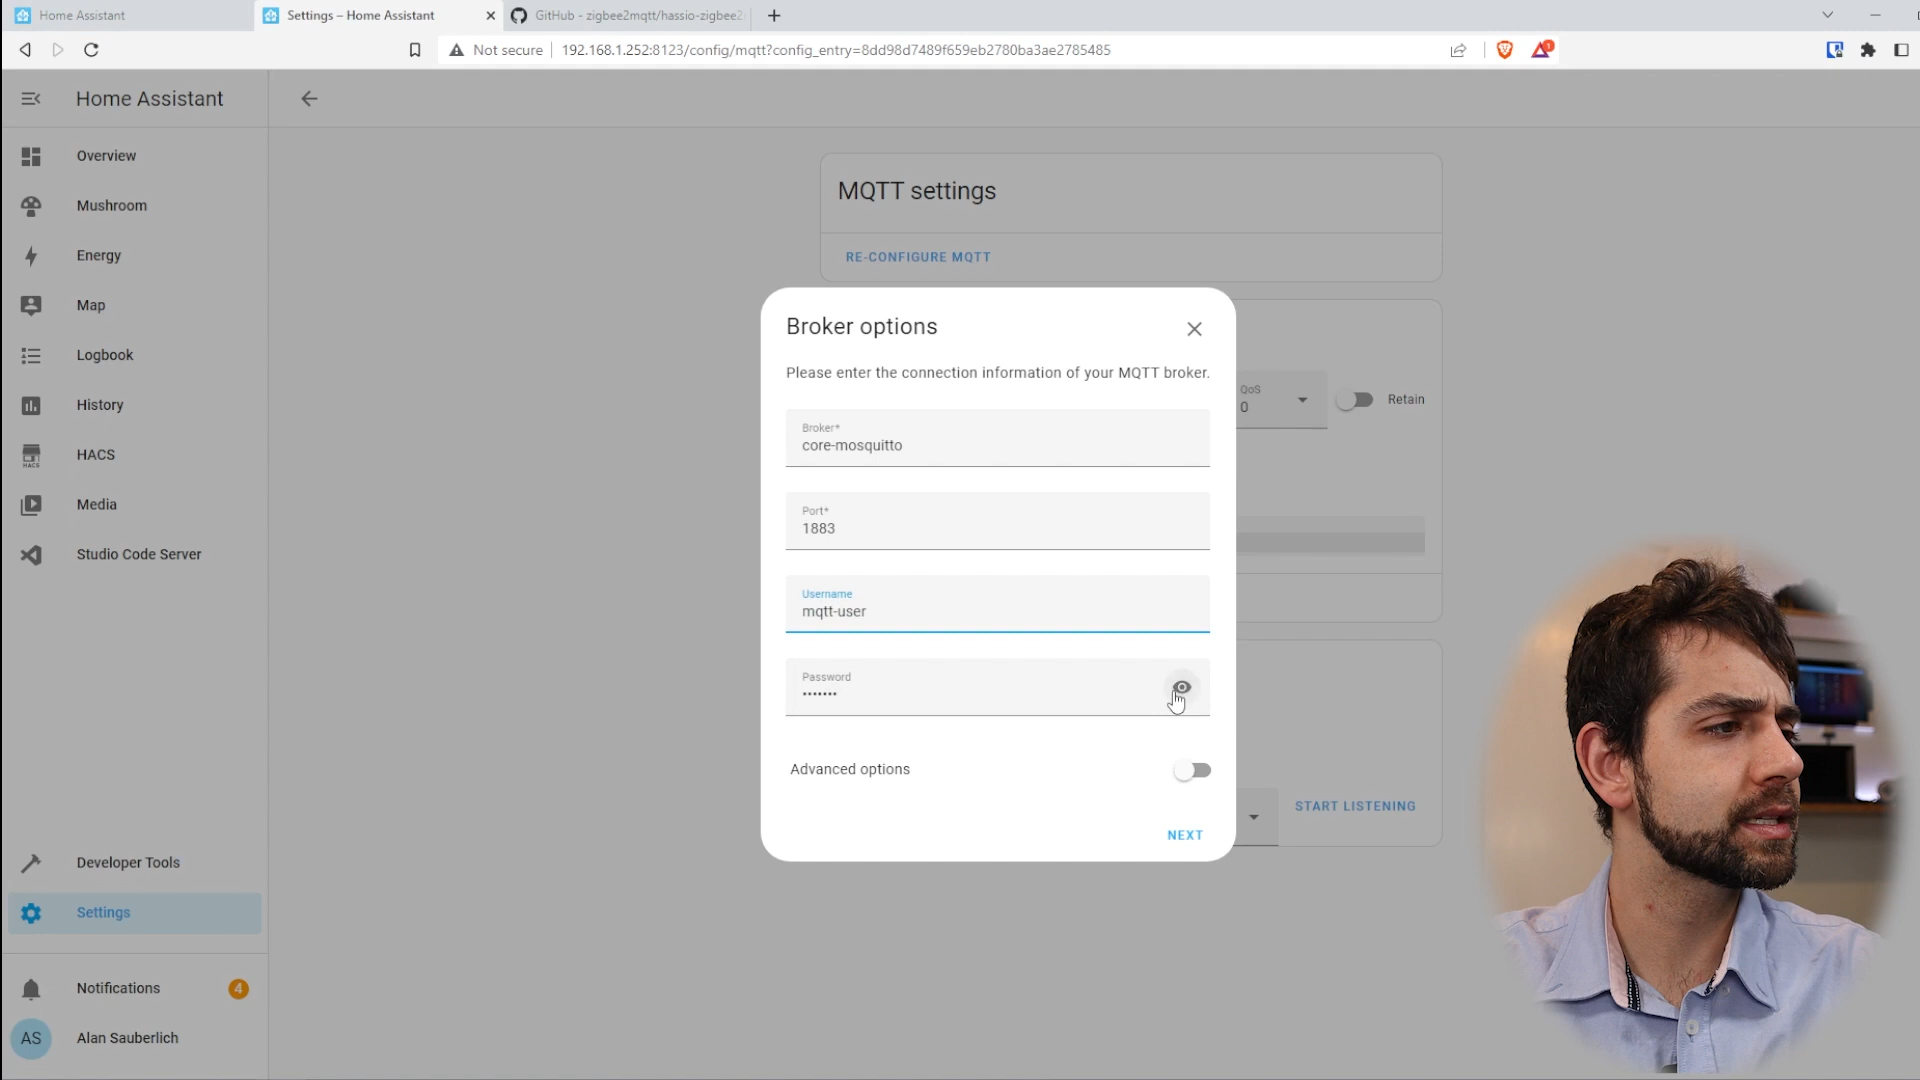 Home Assistant
Settings – Home Assistant
GitHub - zigbee2mqtt/hassio-zigbee2
Not secure
192.168.1.252:8123/config/mqtt?config_entry=8dd98d7489f659eb2780ba3ae2785485
1
Home Assistant
Overview
Mushroom
Energy
Map
Logbook
History
HACS
HACS
Media
Studio Code Server
Developer Tools
Settings
Notifications
4
AS
Alan Sauberlich
MQTT settings
RE-CONFIGURE MQTT
QoS
0
Retain
START LISTENING
Broker options
Please enter the connection information of your MQTT broker.
Broker*
core-mosquitto
Port*
1883
Username
mqtt-user
Password
•••••••
Advanced options
NEXT